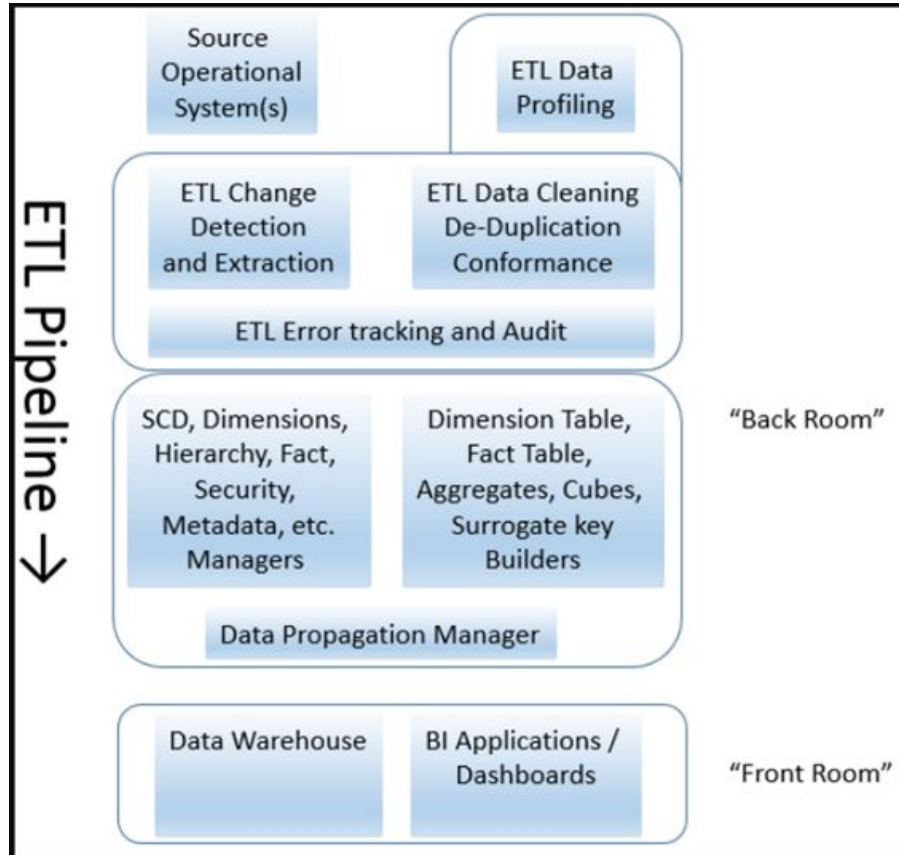 Source
Operational
System(s)
ETL Data
Profiling
ETL Pipeline →
ETL Change
Detection
and Extraction
ETL Data Cleaning
De-Duplication
Conformance
ETL Error tracking and Audit
SCD, Dimensions,
Hierarchy, Fact,
Security,
Metadata, etc.
Managers
Dimension Table,
Fact Table,
Aggregates, Cubes,
Surrogate key
Builders
“Back Room”
Data Propagation Manager
Data Warehouse
BI Applications /
Dashboards
“Front Room”